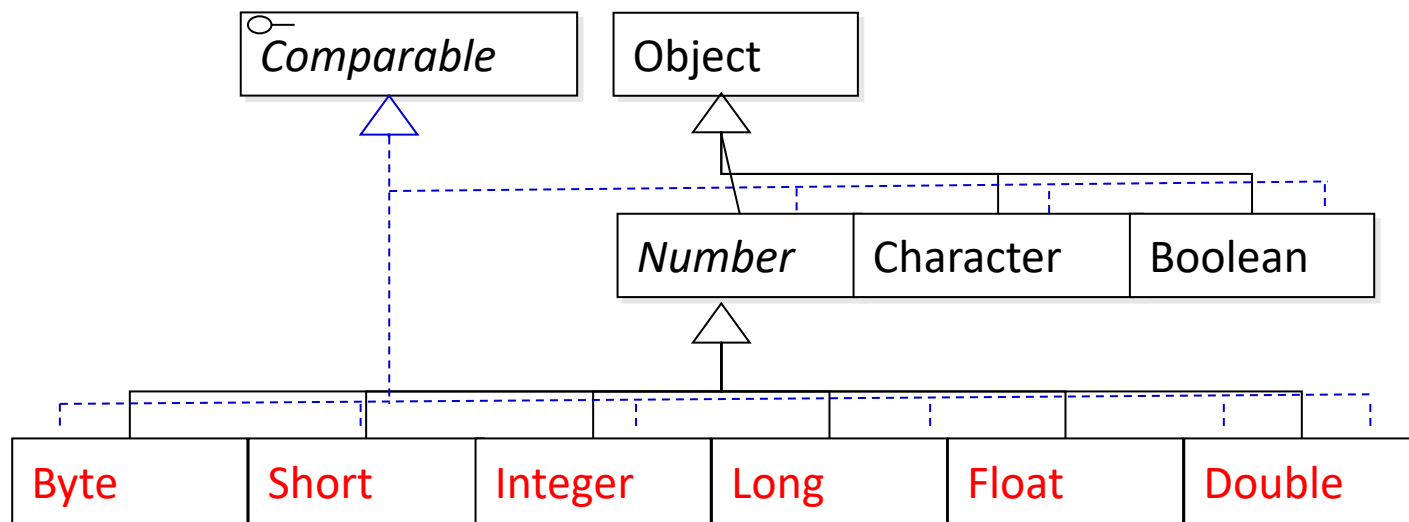 Comparable
Object
Number
Character
Boolean
Byte
Short
Integer
Long
Float
Double